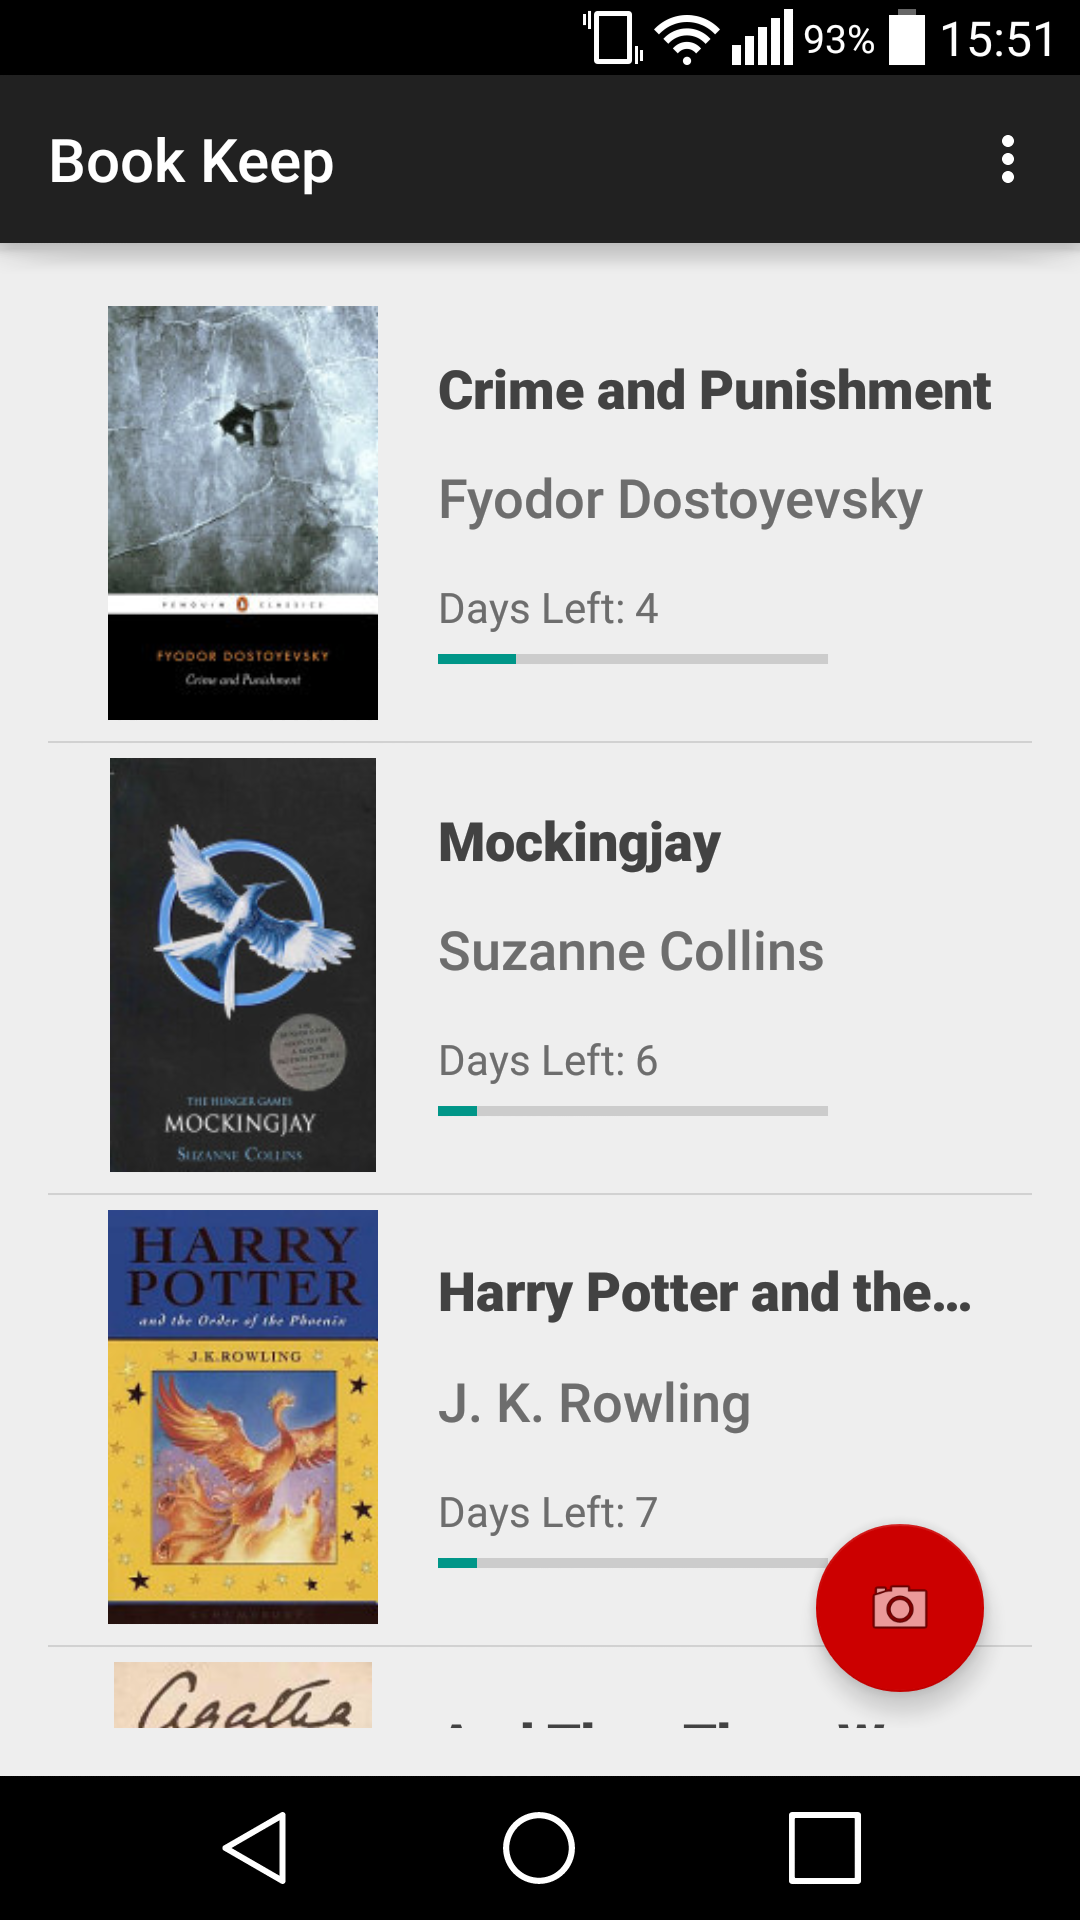 93% 15:51
Book Keep
PENGUIN CLASSICS
FYODOR DOSTOYEVSKY
Crime and Punishment
Crime and Punishment
Fyodor Dostoyevsky
Days Left: 4
THE HUNGER GAMES
MOCKINGJAY
SUZANNE COLLINS
Mockingjay
Suzanne Collins
Days Left: 6
HARRY
POTTER
and the Order of the Phoenix
J.K.ROWLING
Harry Potter and the...
J. K. Rowling
Days Left: 7
Agatha